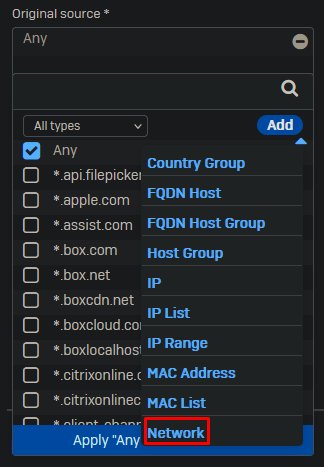 Original source *
Any
All types
Add
Any
*.api.filepicker
*.apple.com
*.assist.com
*.box.com
*.box.net
*.boxcdn.net
*.boxcloud.co
*.boxlocalhost
*.citrixonline.c
*.citrixonlinec
*.client-chann
Apply "Any
Country Group
FQDN Host
FQDN Host Group
Host Group
IP
IP List
IP Range
MAC Address
MAC List
Network